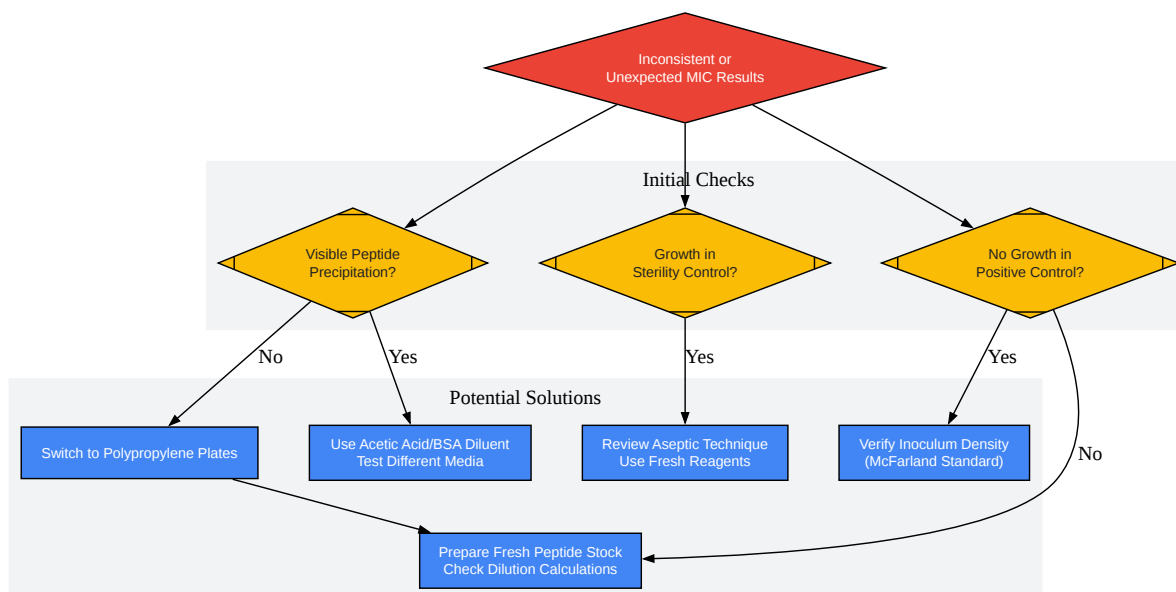 Inconsistent or
Unexpected MIC Results
Initial Checks
Visible Peptide
Precipitation?
Growth in
Sterility Control?
No Growth in
Positive Control?
No
Yes
Yes
Yes
Potential Solutions
Switch to Polypropylene Plates
Use Acetic Acid/BSA Diluent
Test Different Media
Review Aseptic Technique
Use Fresh Reagents
Verify Inoculum Density
(McFarland Standard)
No
Prepare Fresh Peptide Stock
Check Dilution Calculations